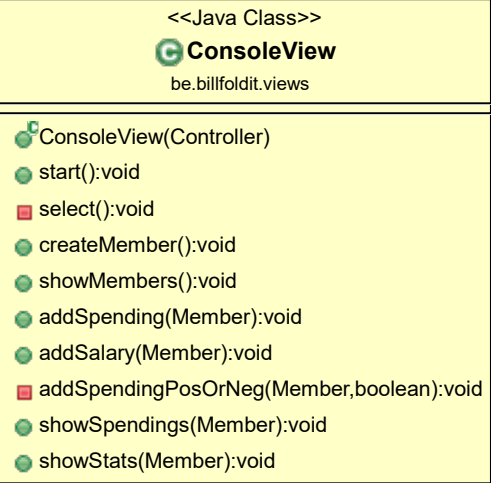 <<Java Class>>
C ConsoleView
be.billfoldit.views
C ConsoleView(Controller)
start():void
select():void
createMember():void
showMembers():void
addSpending(Member):void
addSalary(Member):void
addSpendingPosOrNeg(Member,boolean):void
showSpendings(Member):void
showStats(Member):void